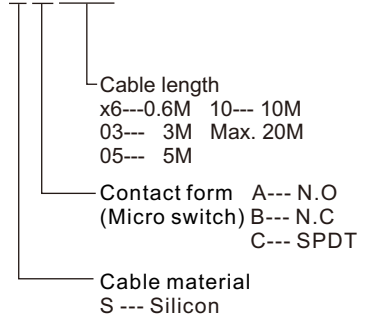 Cable length
x6---0.6M 10--- 10M
03--- 3M Max. 20M
05--- 5M
Contact form A--- N.O
(Micro switch) B--- N.C
C--- SPDT
Cable material
S --- Silicon